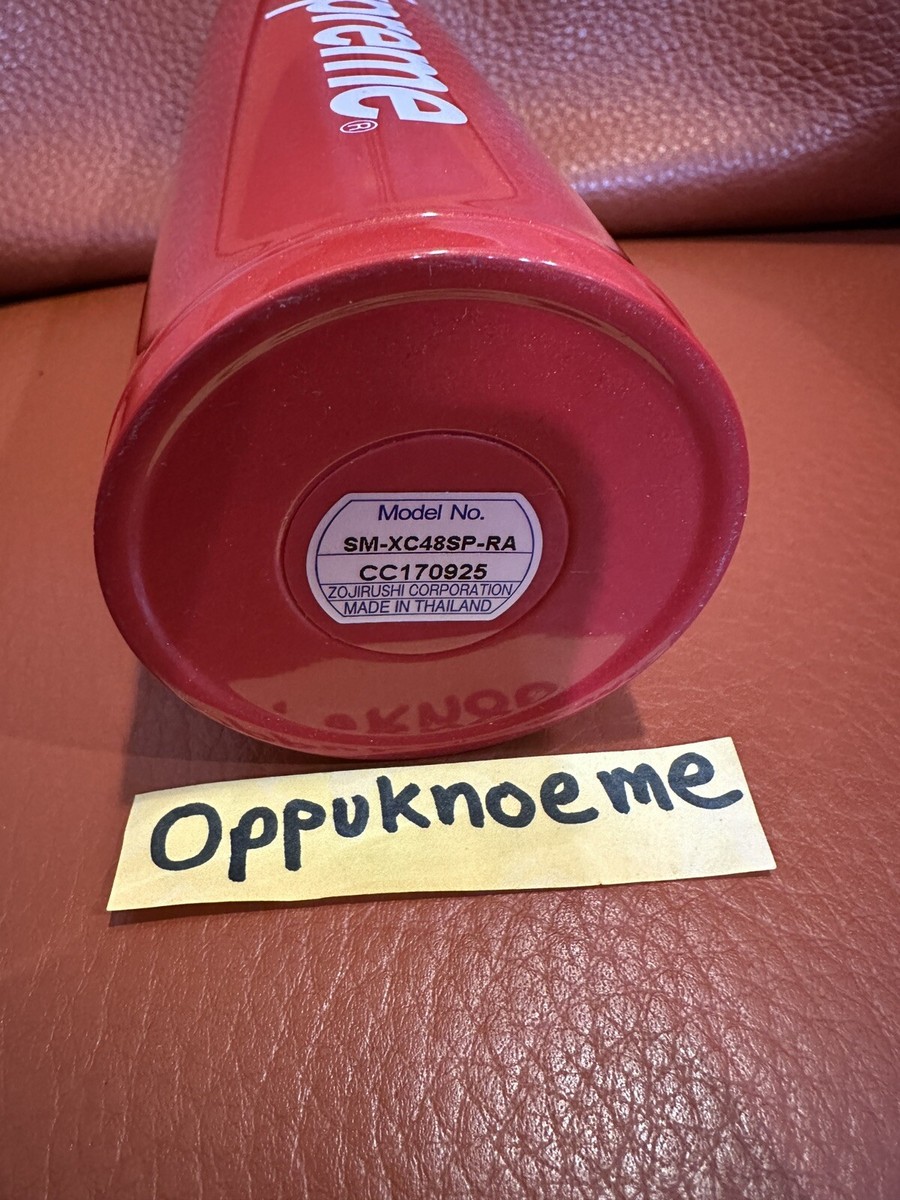 preme®
Model No.
SM-XC48SP-RA
CC170925
ZOJIRUSHI CORPORATION
MADE IN THAILAND
Oppuknoeme